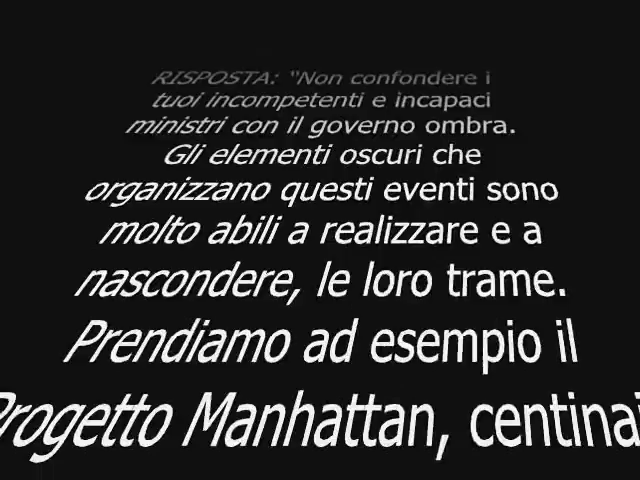 RISPOSTA: "Non confondere i
tuoi incompetenti e incapaci
ministri con il governo ombra.
Gli elementi oscuri che
organizzano questi eventi sono
molto abili a realizzare e a
nascondere, le loro trame.
Prendiamo ad esempio il
Progetto Manhattan, centinai